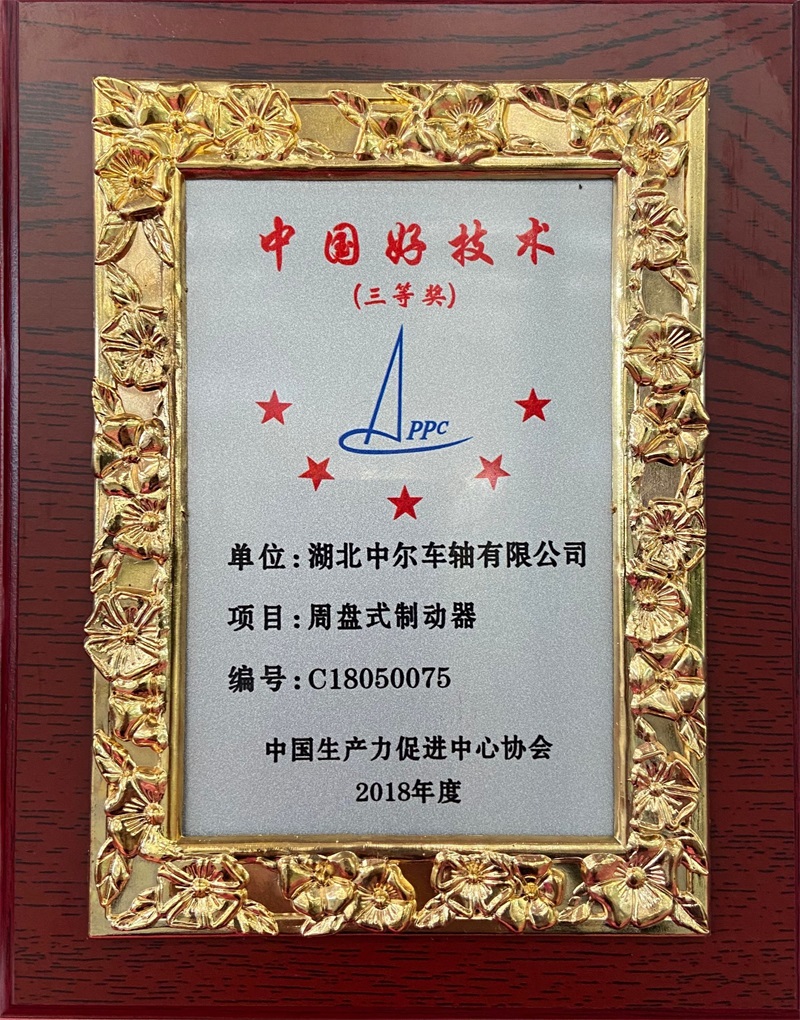 中国好技术
(三等奖)
PPC
单位:湖北中尔车轴有限公司
项目:周盘式制动器
编号:C18050075
中国生产力促进中心协会
2018年度